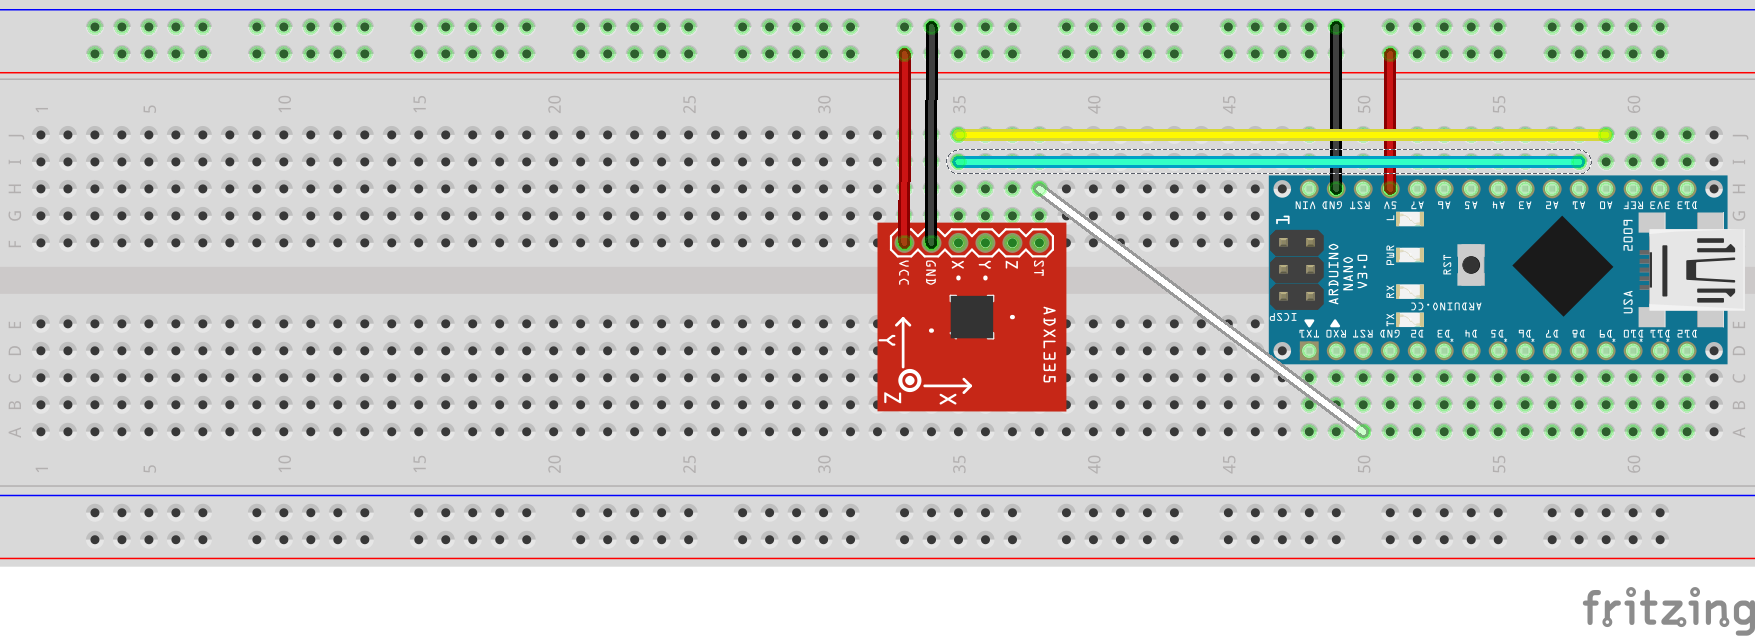 1 5 10 15 20 25 30 35 40 45 50 55 60
J J
I I
H H
G G
F F
E E
D D
C C
B B
A A
1 5 10 15 20 25 30 35 40 45 50 55 60
VCC GND X Y Z ST
ADXL335
Y
Z
X
VIN GND RST 5V A7 A6 A5 A4 A3 A2 A1 A0 REF 3V3 D13
1
L
PWR
RX
TX
RST
ARDUINO
NANO
V3.0
ARDUINO.CC
ICSP
USA
2009
TX1 RX0 RST GND D2 D3 D4 D5 D6 D7 D8 D9 D10 D11 D12
fritzing